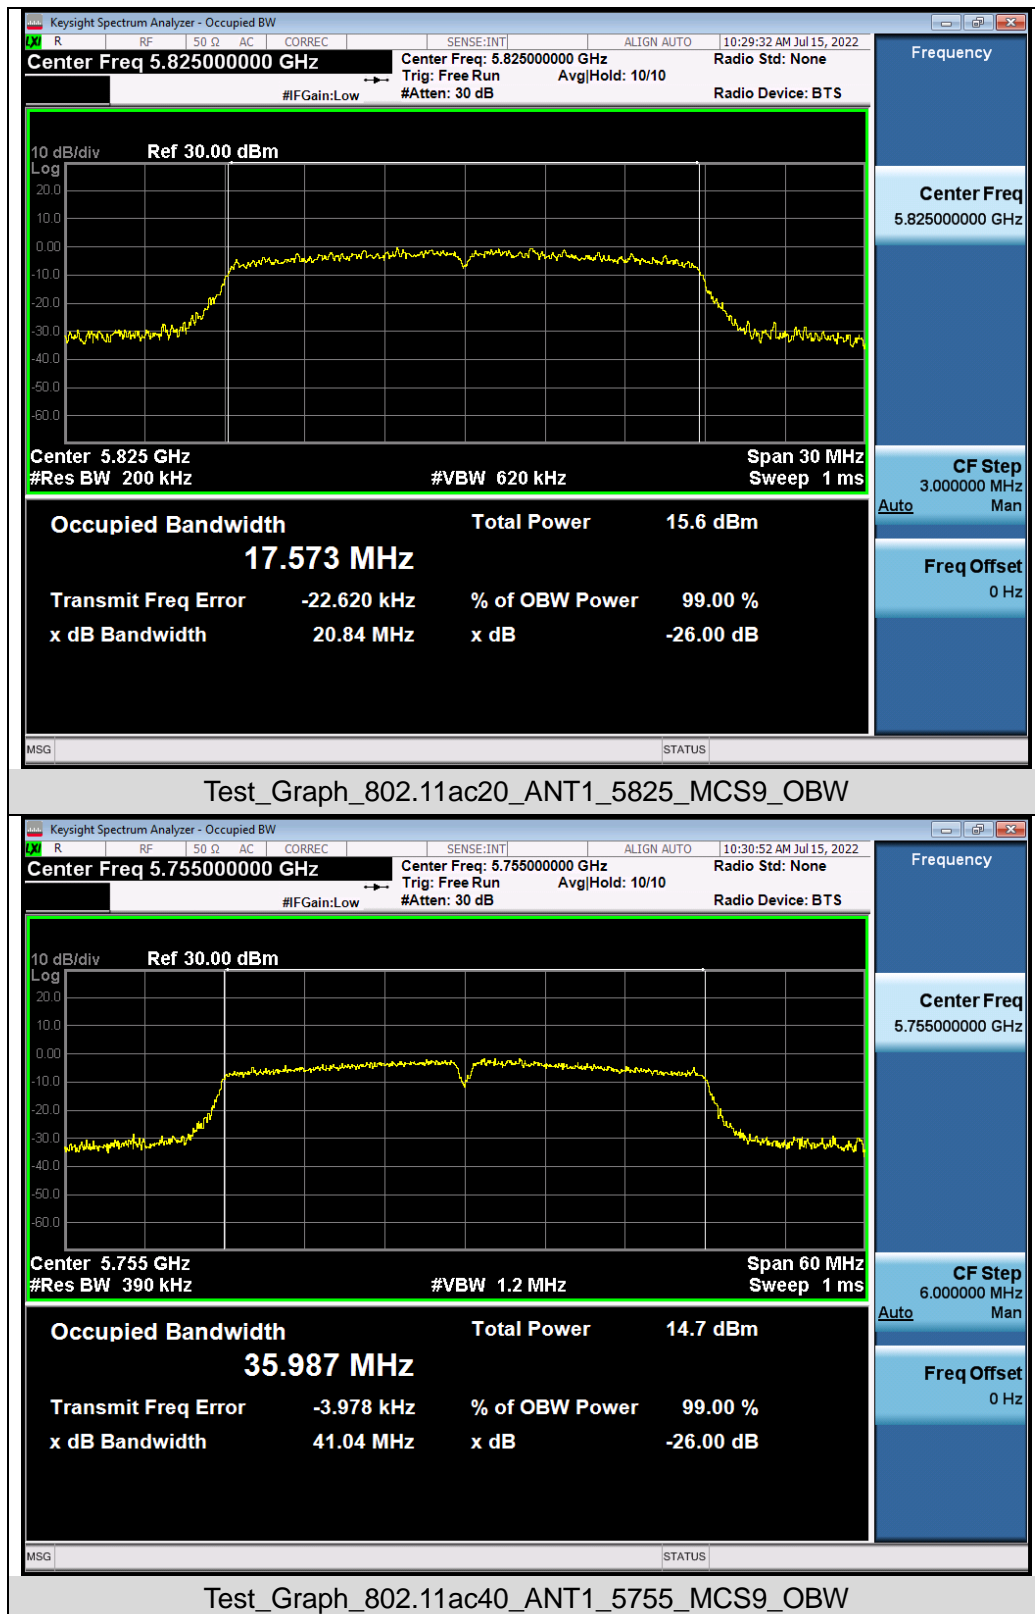 Keysight Spectrum Analyzer - Occupied BW
LXI R RF 50 Ω AC CORREC SENSE:INT ALIGN AUTO 10:29:32 AM Jul 15, 2022
Center Freq 5.825000000 GHz Center Freq: 5.825000000 GHz Radio Std: None Frequency
Trig: Free Run Avg|Hold: 10/10
#IFGain:Low #Atten: 30 dB Radio Device: BTS
10 dB/div Ref 30.00 dBm
Log
20.0
10.0
0.00
-10.0
-20.0
-30.0
-40.0
-50.0
-60.0
Center 5.825 GHz Span 30 MHz
#Res BW 200 kHz #VBW 620 kHz Sweep 1 ms
Center Freq
5.825000000 GHz
CF Step
3.000000 MHz
Auto Man
Freq Offset
0 Hz
Occupied Bandwidth Total Power 15.6 dBm
17.573 MHz
Transmit Freq Error -22.620 kHz % of OBW Power 99.00 %
x dB Bandwidth 20.84 MHz x dB -26.00 dB
MSG STATUS
Test_Graph_802.11ac20_ANT1_5825_MCS9_OBW
Keysight Spectrum Analyzer - Occupied BW
LXI R RF 50 Ω AC CORREC SENSE:INT ALIGN AUTO 10:30:52 AM Jul 15, 2022
Center Freq 5.755000000 GHz Center Freq: 5.755000000 GHz Radio Std: None Frequency
Trig: Free Run Avg|Hold: 10/10
#IFGain:Low #Atten: 30 dB Radio Device: BTS
10 dB/div Ref 30.00 dBm
Log
20.0
10.0
0.00
-10.0
-20.0
-30.0
-40.0
-50.0
-60.0
Center 5.755 GHz Span 60 MHz
#Res BW 390 kHz #VBW 1.2 MHz Sweep 1 ms
Center Freq
5.755000000 GHz
CF Step
6.000000 MHz
Auto Man
Freq Offset
0 Hz
Occupied Bandwidth Total Power 14.7 dBm
35.987 MHz
Transmit Freq Error -3.978 kHz % of OBW Power 99.00 %
x dB Bandwidth 41.04 MHz x dB -26.00 dB
MSG STATUS
Test_Graph_802.11ac40_ANT1_5755_MCS9_OBW